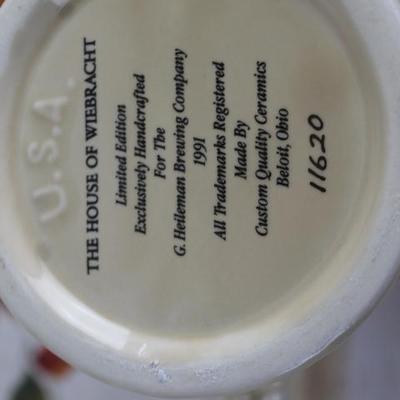 U.S.A.
THE HOUSE OF WIEBRACHT
Limited Edition
Exclusively Handcrafted
For The
G. Heileman Brewing Company
1991
All Trademarks Registered
Made By
Custom Quality Ceramics
Beloit, Ohio
11620